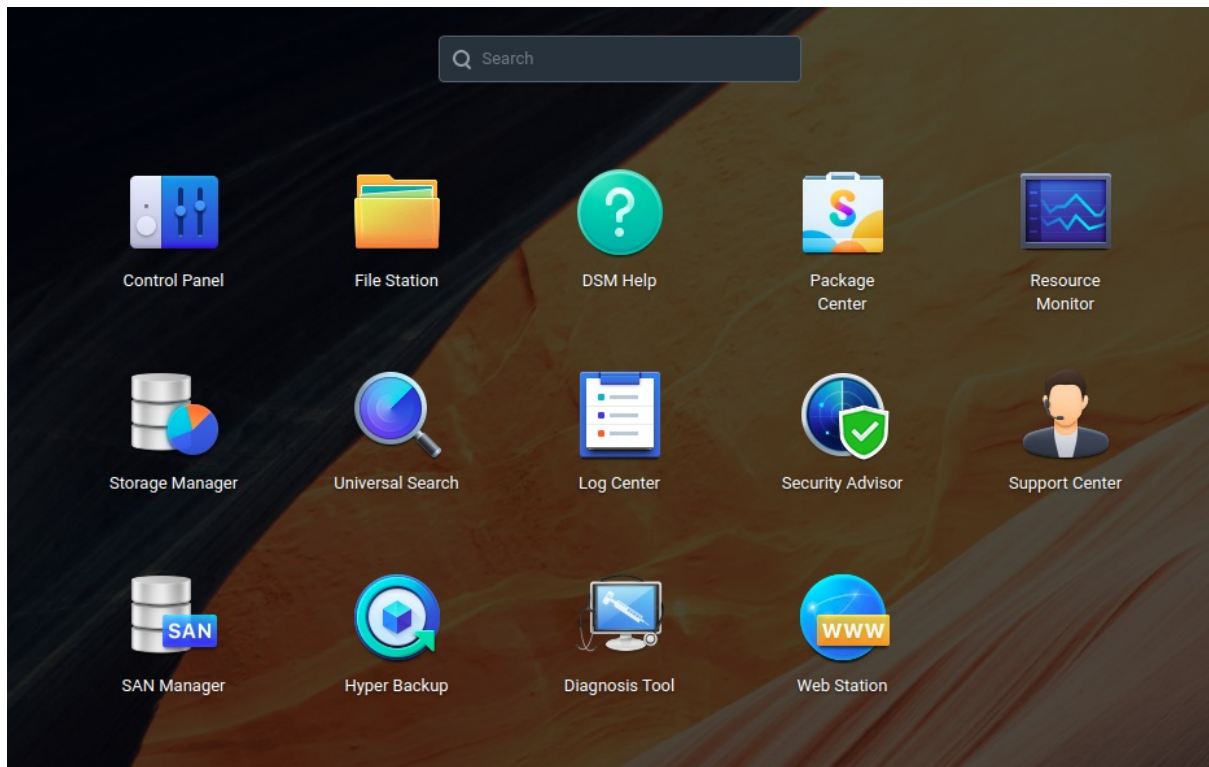 Search
Control Panel
File Station
DSM Help
Package
Center
Resource
Monitor
Storage Manager
Universal Search
Log Center
Security Advisor
Support Center
SAN
WWW
SAN Manager
Hyper Backup
Diagnosis Tool
Web Station